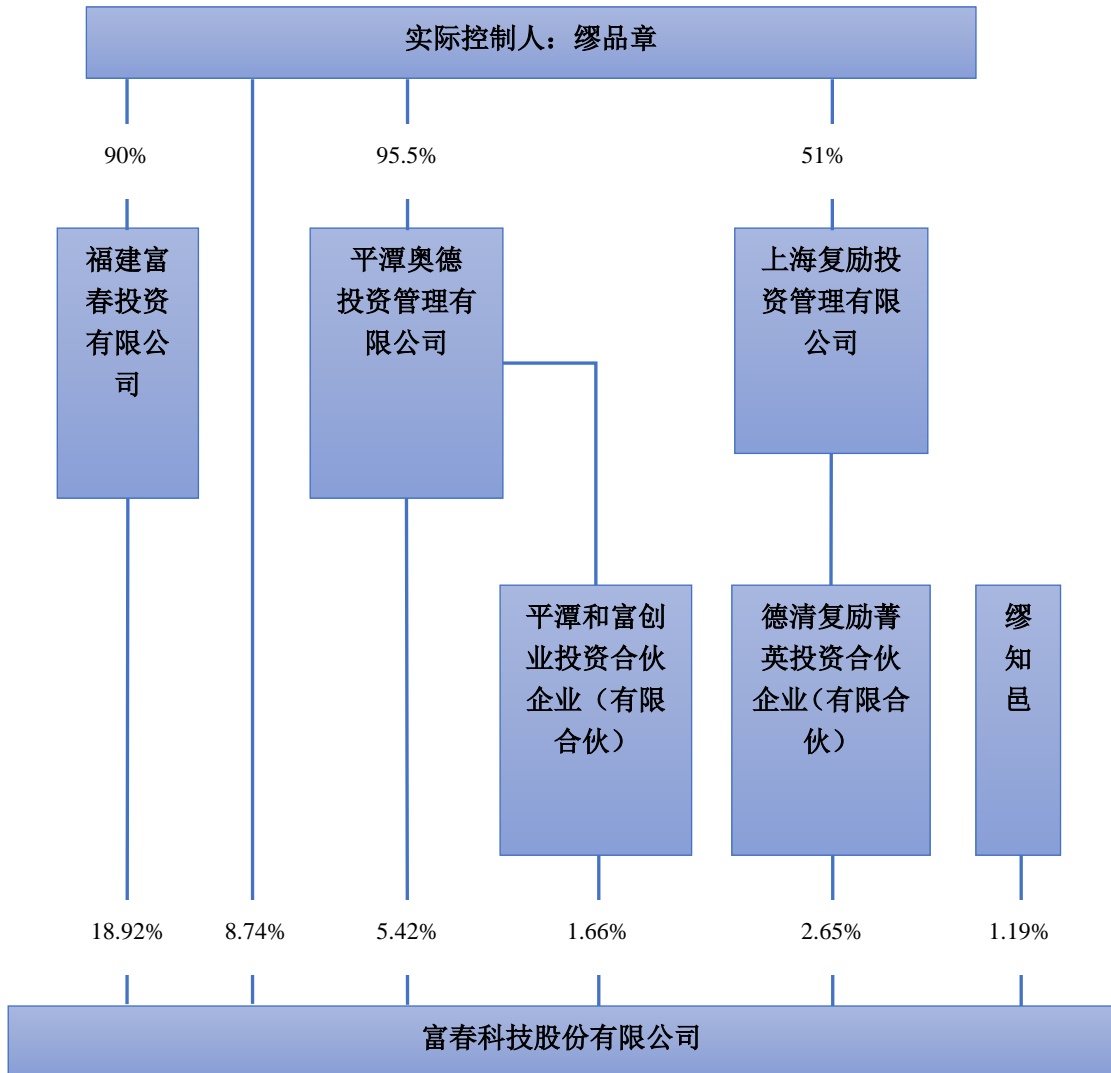 实际控制人：缪品章
90%
95.5%
51%
福建富
春投资
有限公
司
平潭奥德
投资管理有
限公司
上海复励投
资管理有限
公司
平潭和富创
业投资合伙
企业（有限
合伙）
德清复励菁
英投资合伙
企业（有限合
伙）
缪
知
邑
18.92%
8.74%
5.42%
1.66%
2.65%
1.19%
富春科技股份有限公司